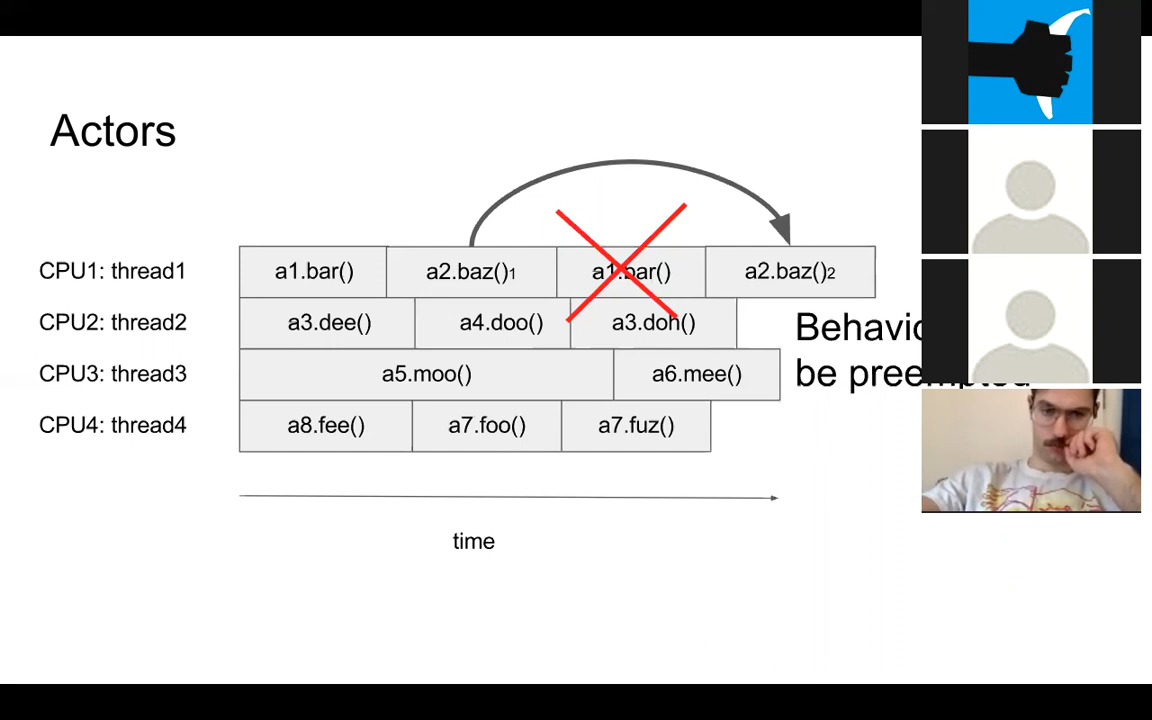 Actors
CPU1: thread1 a1.bar() a2.baz()1 a1.bar() a2.baz()2
CPU2: thread2 a3.dee() a4.doo() a3.doh()
CPU3: thread3 a5.moo() a6.mee()
CPU4: thread4 a8.fee() a7.foo() a7.fuz()
be preempted
time